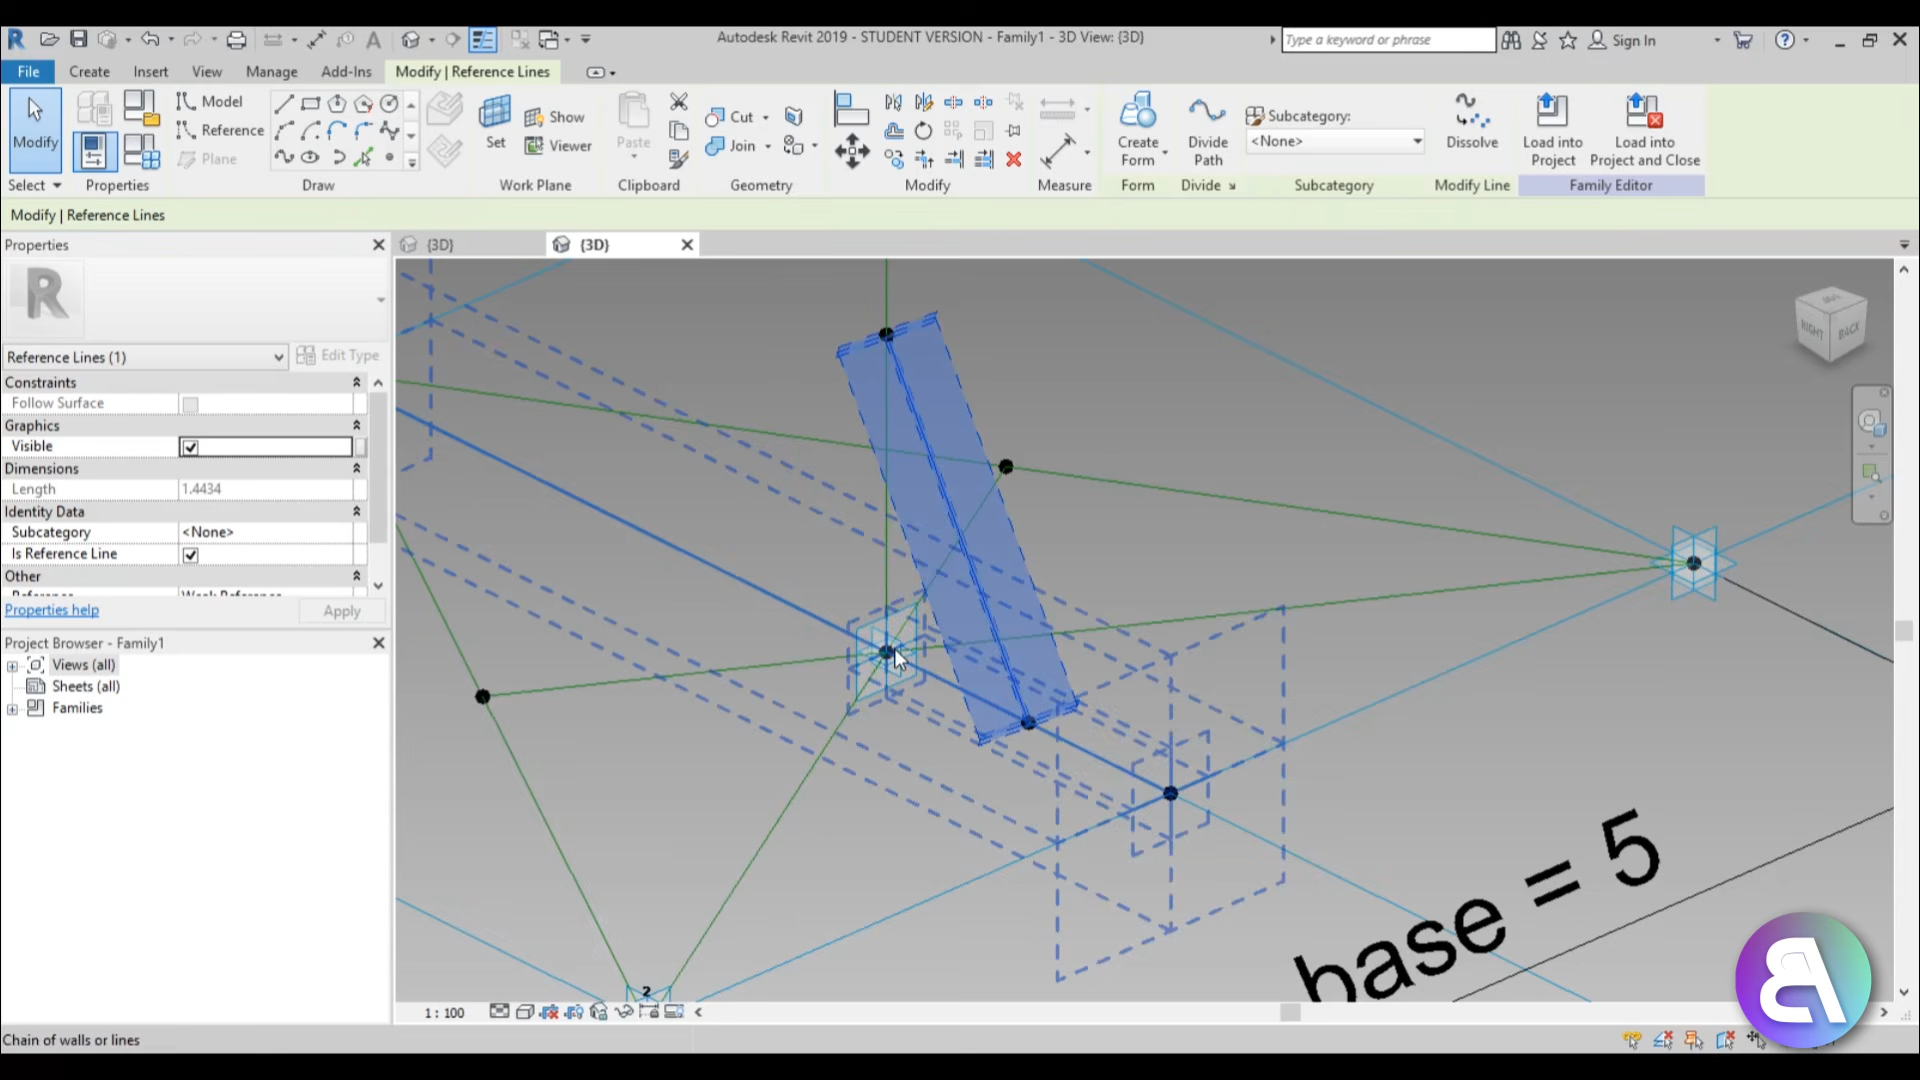 Autodesk Revit 2019 - STUDENT VERSION - Family1 - 3D View: {3D}
Type a keyword or phrase
Sign In
File Create Insert View Manage Add-Ins Modify | Reference Lines
Modify
Model
Reference
Plane
Set
Show
Viewer
Paste
Cut
Join
Create Form
Divide Path
Subcategory:
<None>
Dissolve
Load into Project
Load into Project and Close
Select Properties Draw Work Plane Clipboard Geometry Modify Measure Form Divide Subcategory Modify Line Family Editor
Modify | Reference Lines
Properties
{3D}
{3D}
R
Reference Lines (1)
Edit Type
Constraints
Follow Surface
Graphics
Visible
Dimensions
Length 1.4434
Identity Data
Subcategory <None>
Is Reference Line
Other
Properties help
Apply
Project Browser - Family1
Views (all)
Sheets (all)
Families
RIGHT
BACK
base = 5
2
1 : 100
Chain of walls or lines